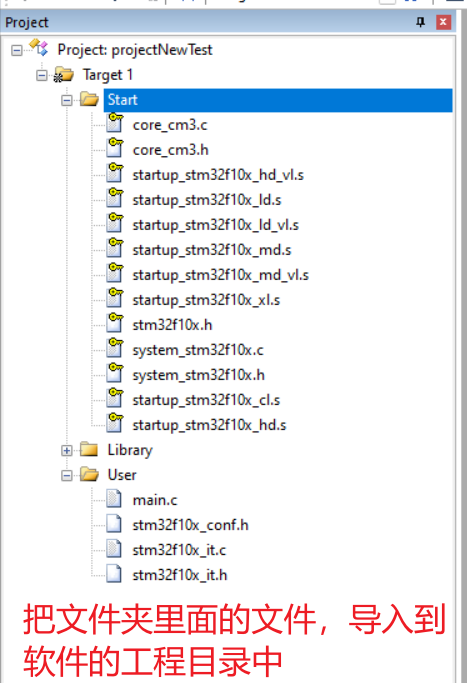 Project
Project: projectNewTest
Target 1
Start
core_cm3.c
core_cm3.h
startup_stm32f10x_hd_vl.s
startup_stm32f10x_ld.s
startup_stm32f10x_ld_vl.s
startup_stm32f10x_md.s
startup_stm32f10x_md_vl.s
startup_stm32f10x_xl.s
stm32f10x.h
system_stm32f10x.c
system_stm32f10x.h
startup_stm32f10x_cl.s
startup_stm32f10x_hd.s
Library
User
main.c
stm32f10x_conf.h
stm32f10x_it.c
stm32f10x_it.h
把文件夹里面的文件，导入到
软件的工程目录中